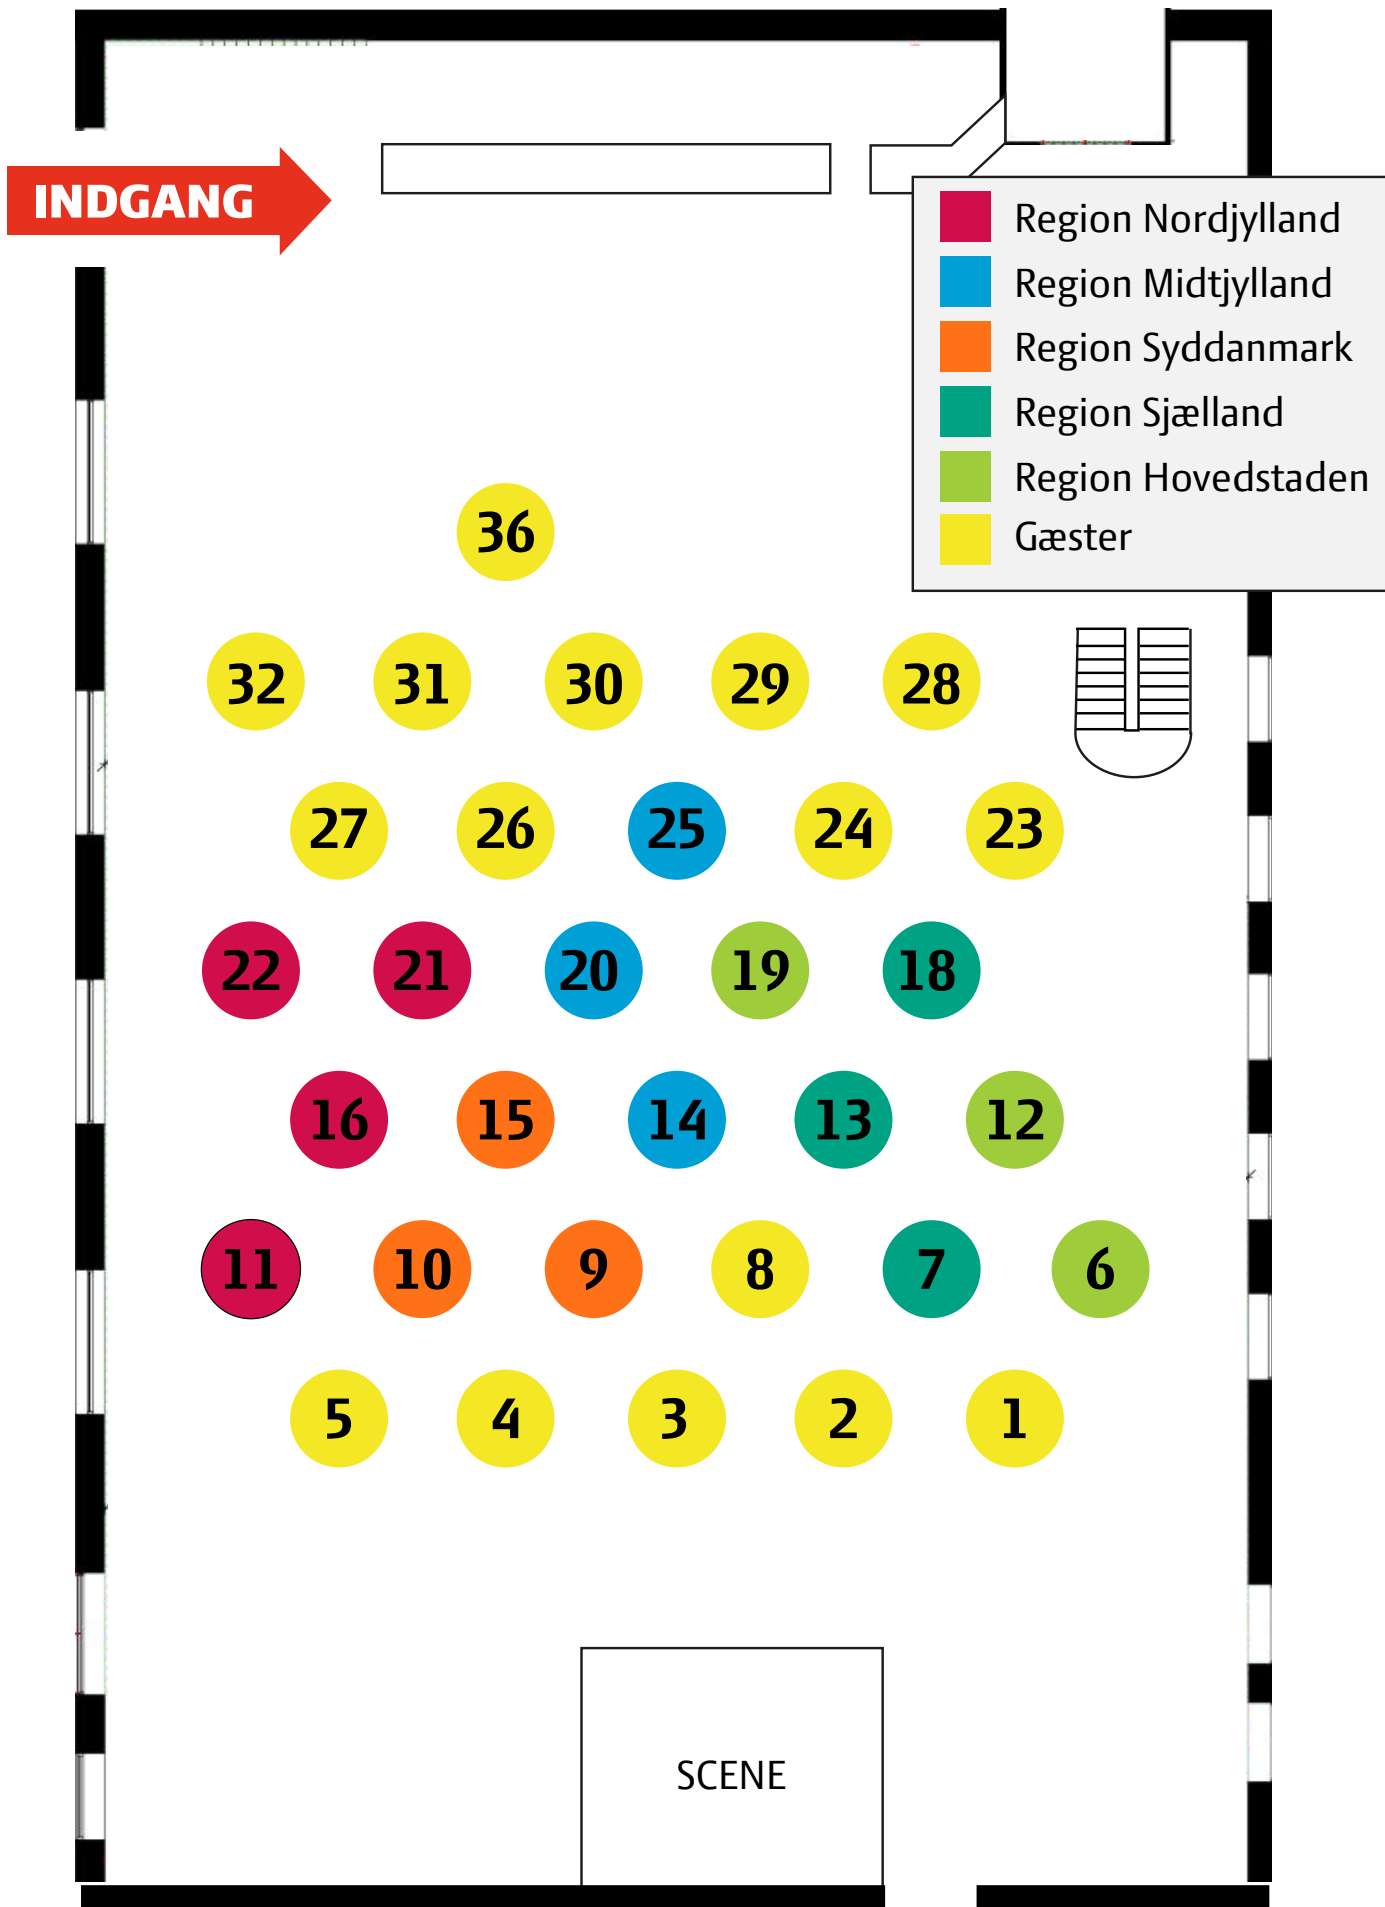 INDGANG
Region Nordjylland
Region Midtjylland
Region Syddanmark
Region Sjælland
Region Hovedstaden
Gæster
36
32 31 30 29 28
27 26 25 24 23
22 21 20 19 18
16 15 14 13 12
11 10 9 8 7 6
5 4 3 2 1
SCENE